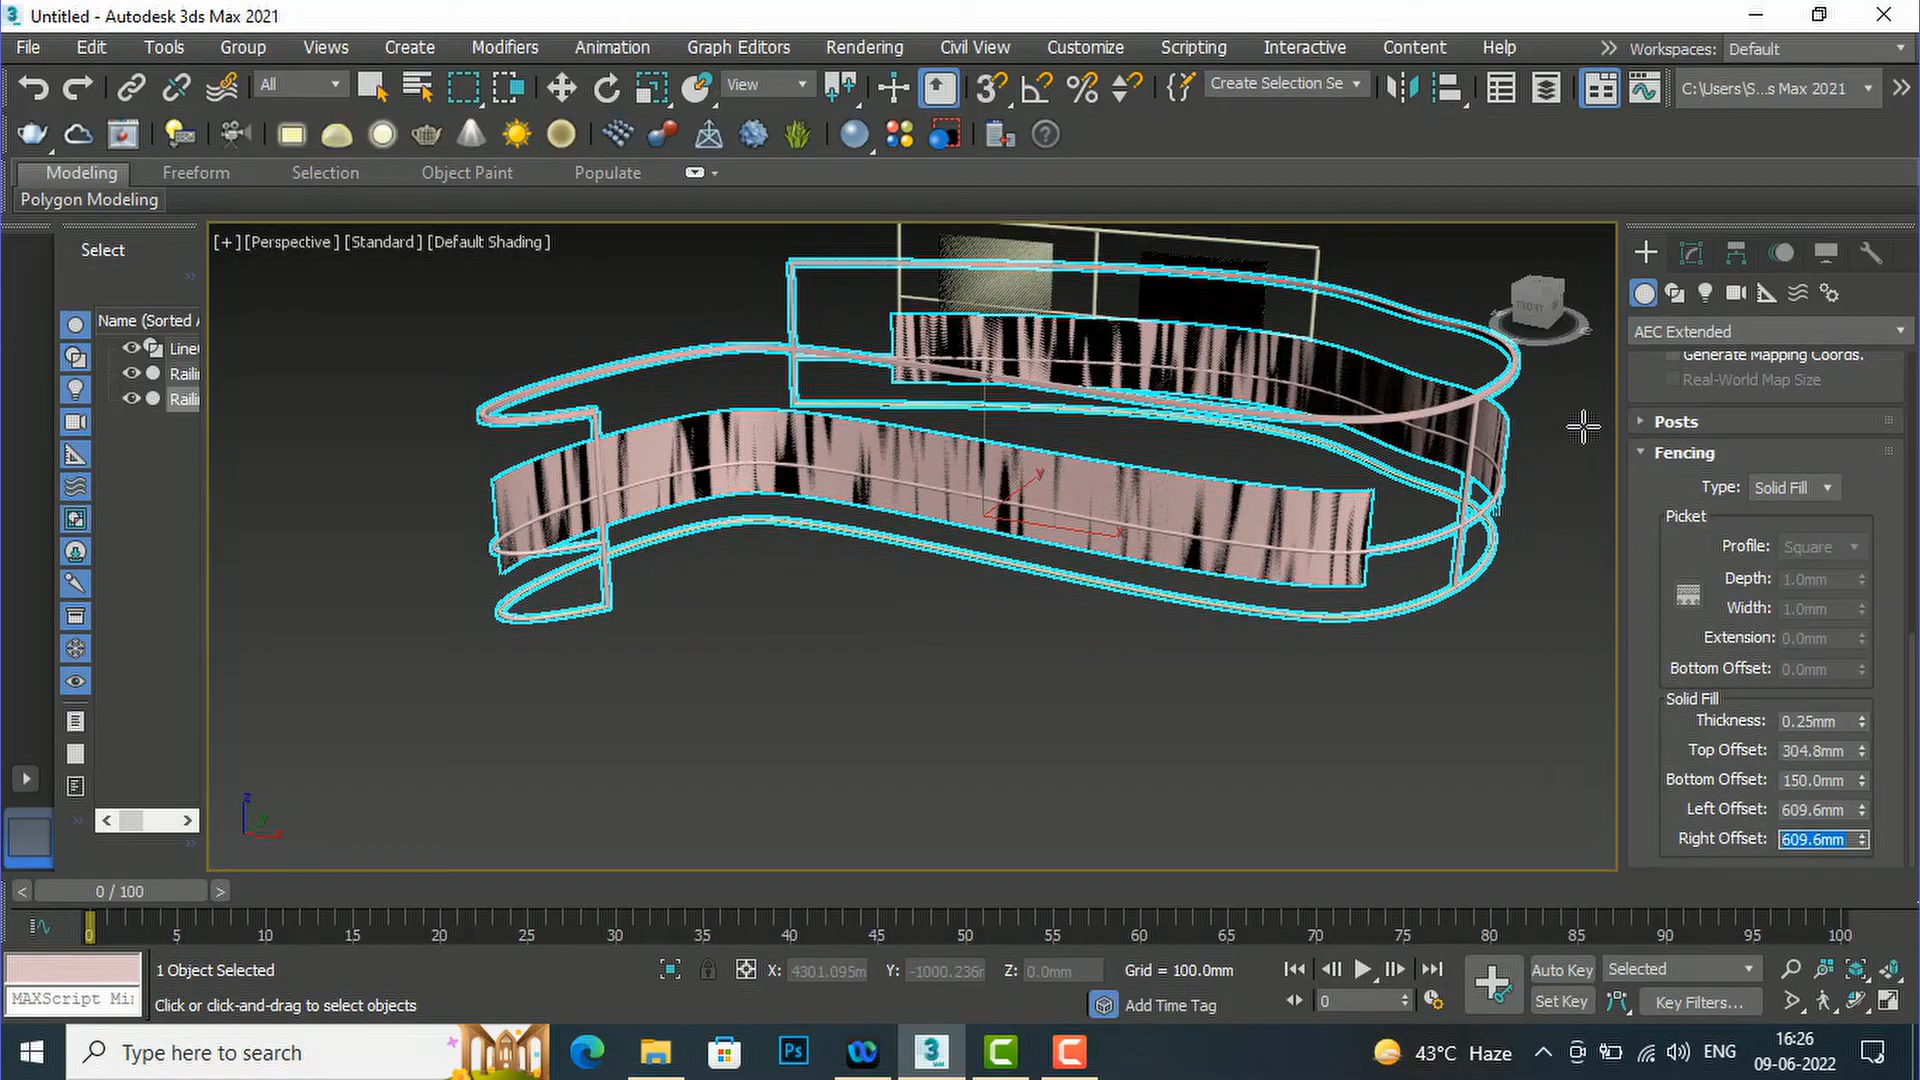 Untitled - Autodesk 3ds Max 2021
File Edit Tools Group Views Create Modifiers Animation Graph Editors Rendering Civil View Customize Scripting Interactive Content Help Workspaces: Default
All View Create Selection Se C:\Users\S...s Max 2021
Modeling Freeform Selection Object Paint Populate
Polygon Modeling
Select
[+] [Perspective] [Standard] [Default Shading]
Name (Sorted A
Line
Raili
Raili
FRONT
x
y
z
AEC Extended
Generate Mapping Coords.
Real-World Map Size
Posts
Fencing
Type: Solid Fill
Picket
Profile: Square
Depth: 1.0mm
Width: 1.0mm
Extension: 0.0mm
Bottom Offset: 0.0mm
Solid Fill
Thickness: 0.25mm
Top Offset: 304.8mm
Bottom Offset: 150.0mm
Left Offset: 609.6mm
Right Offset: 609.6mm
0 / 100
0 5 10 15 20 25 30 35 40 45 50 55 60 65 70 75 80 85 90 95 100
1 Object Selected X: 4301.095m Y: -1000.236m Z: 0.0mm Grid = 100.0mm Auto Key Selected
MAXScript Mi Click or click-and-drag to select objects Add Time Tag 0 Set Key Key Filters...
Type here to search Ps 3 MAX C C 43°C Haze ENG 16:26
09-06-2022